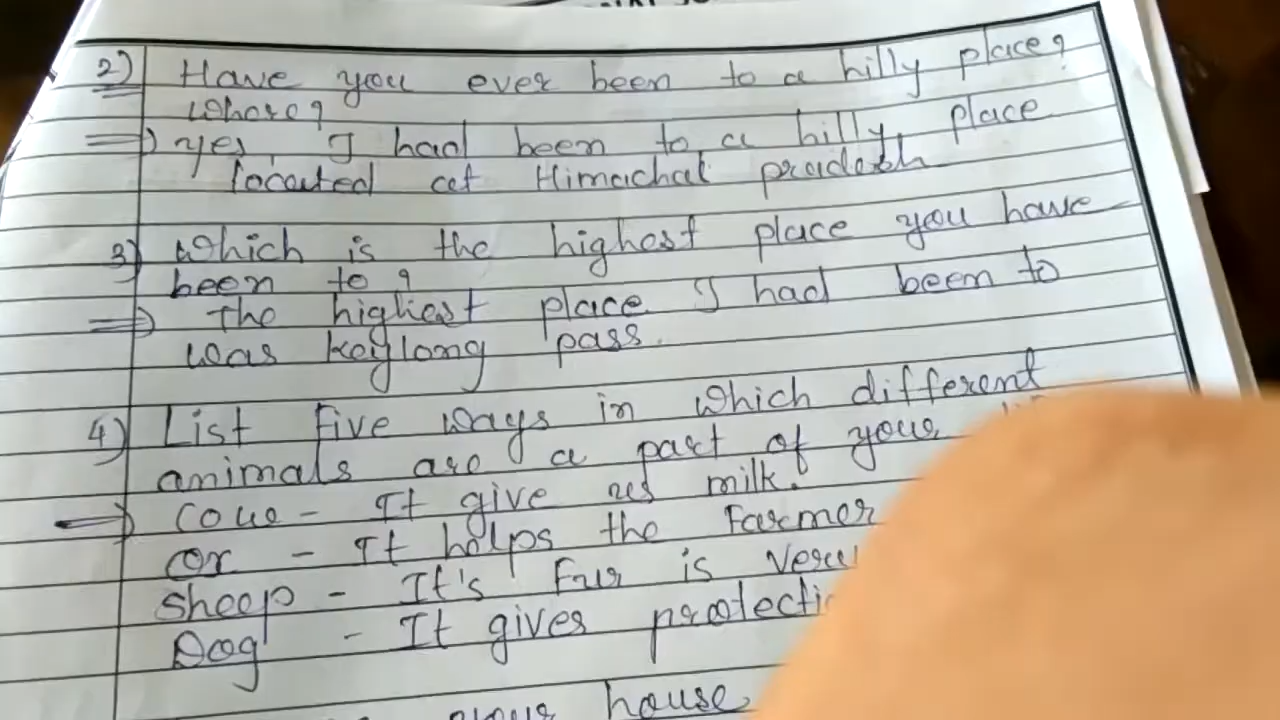 2) Have you ever been to a hilly place?
where?
=> yes, I had been to a hilly place
located at Himachal pradesh
3) which is the highest place you have
been to?
=> The highest place I had been to
was keylong pass.
4) List Five ways in which different
animals are a part of your
=> cow - It give us milk.
ox - It helps the Farmer
sheep - It's Fur is very
Dog - It gives
house